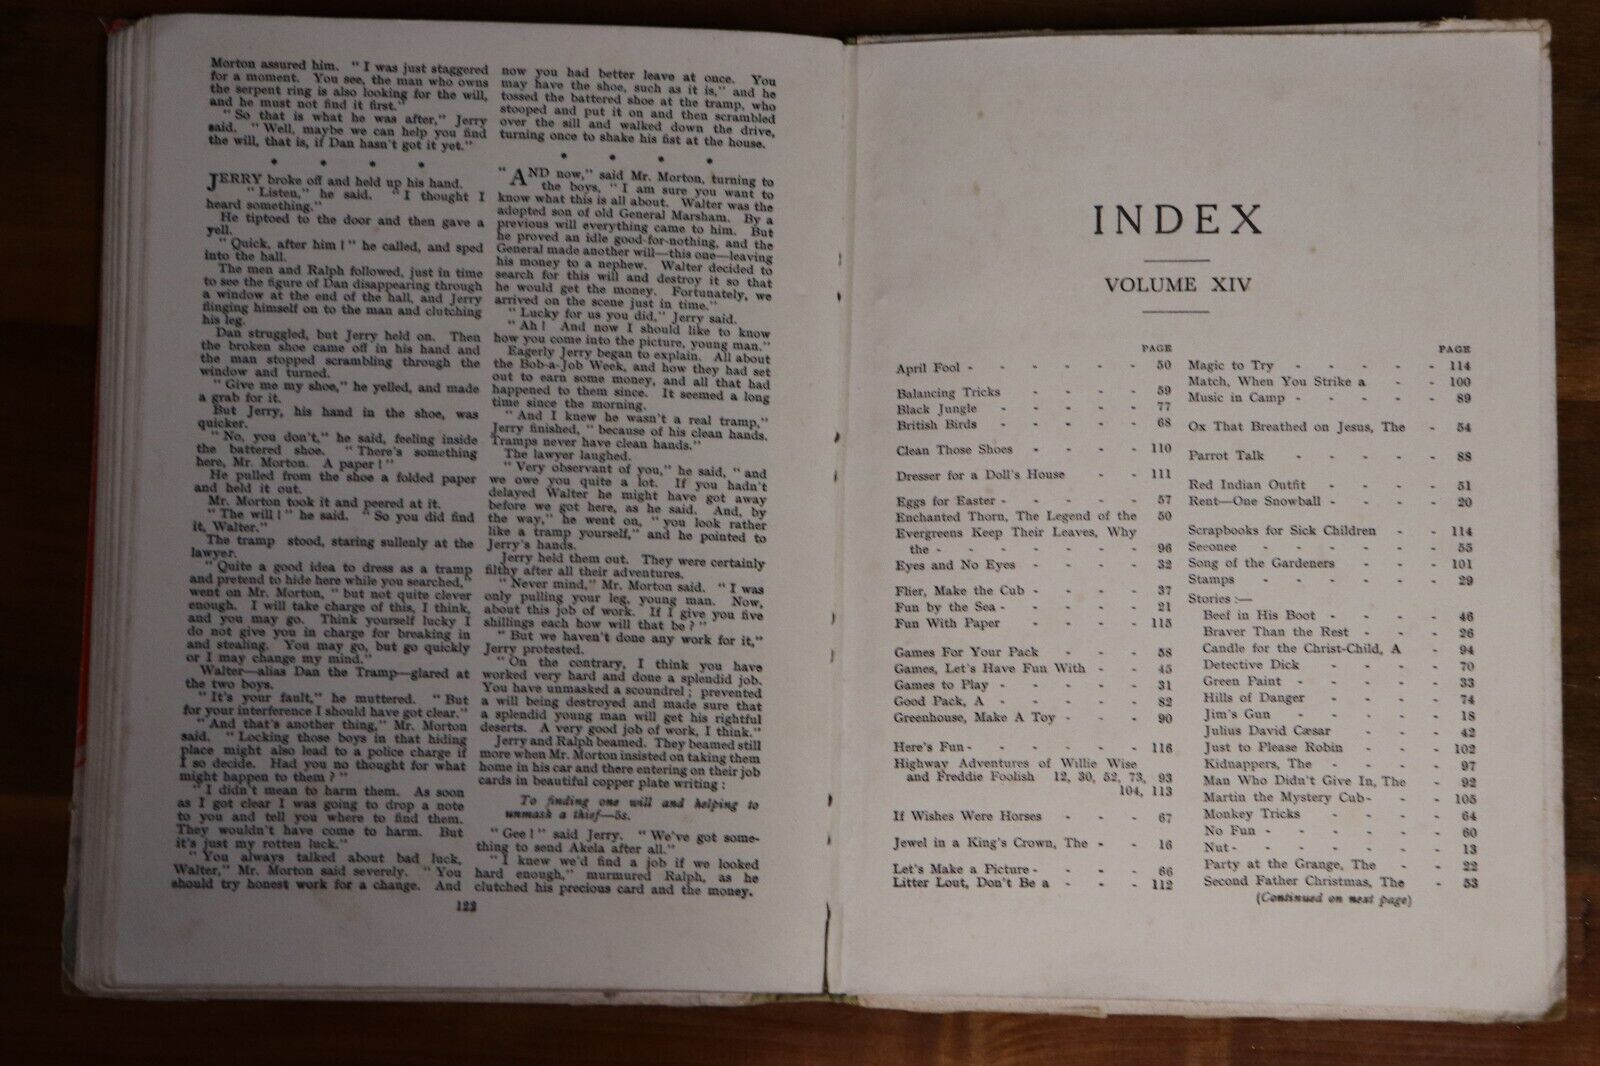 Morton assured him. " I was just staggered
for a moment. You see, the man who owns
the serpent ring is also looking for the will,
and he must not find it first."
" So that is what he was after," Jerry
said. " Well, maybe we can help you find
the will, that is, if Dan hasn't got it yet."
* * * *
JERRY broke off and held up his hand.
" Listen," he said. " I thought I
heard something."
He tiptoed to the door and then gave a
yell.
" Quick, after him ! " he called, and sped
into the hall.
The men and Ralph followed, just in time
to see the figure of Dan disappearing through
a window at the end of the hall, and Jerry
flinging himself on to the man and clutching
his leg.
Dan struggled, but Jerry held on. Then
the broken shoe came off in his hand and
the man stopped scrambling through the
window and turned.
" Give me my shoe," he yelled, and made
a grab for it.
But Jerry, his hand in the shoe, was
quicker.
" No, you don't," he said, feeling inside
the battered shoe. " There's something
here, Mr. Morton. A paper ! "
He pulled from the shoe a folded paper
and held it out.
Mr. Morton took it and peered at it.
" The will ! " he said. " So you did find
it, Walter."
The tramp stood, staring sullenly at the
lawyer.
" Quite a good idea to dress as a tramp
and pretend to hide here while you searched,"
went on Mr. Morton, " but not quite clever
enough. I will take charge of this, I think,
and you may go. Think yourself lucky I
do not give you in charge for breaking in
and stealing. You may go, but go quickly
or I may change my mind."
Walter—alias Dan the Tramp—glared at
the two boys.
" It's your fault," he muttered. " But
for your interference I should have got clear."
" And that's another thing," Mr. Morton
said. " Locking those boys in that hiding
place might also lead to a police charge if
I so decide. Had you no thought for what
might happen to them ? "
" I didn't mean to harm them. As soon
as I got clear I was going to drop a note
to you and tell you where to find them.
They wouldn't have come to harm. But
it's just my rotten luck."
" You always talked about bad luck,
Walter," Mr. Morton said severely. " You
should try honest work for a change. And
now you had better leave at once. You
may have the shoe, such as it is," and he
tossed the battered shoe at the tramp, who
stooped and put it on and then scrambled
over the sill and walked down the drive,
turning once to shake his fist at the house.
* * * *
" AND now," said Mr. Morton, turning to
the boys, " I am sure you want to
know what this is all about. Walter was the
adopted son of old General Marsham. By a
previous will everything came to him. But
he proved an idle good-for-nothing, and the
General made another will—this one—leaving
his money to a nephew. Walter decided to
search for this will and destroy it so that
he would get the money. Fortunately, we
arrived on the scene just in time."
" Lucky for us you did," Jerry said.
" Ah ! And now I should like to know
how you come into the picture, young man."
Eagerly Jerry began to explain. All about
the Bob-a-Job Week, and how they had set
out to earn some money, and all that had
happened to them since. It seemed a long
time since the morning.
" And I knew he wasn't a real tramp,"
Jerry finished, " because of his clean hands.
Tramps never have clean hands."
The lawyer laughed.
" Very observant of you," he said, " and
we owe you quite a lot. If you hadn't
delayed Walter he might have got away
before we got here, as he said. And, by
the way," he went on, " you look rather
like a tramp yourself," and he pointed to
Jerry's hands.
Jerry held them out. They were certainly
filthy after all their adventures.
" Never mind," Mr. Morton said. " I was
only pulling your leg, young man. Now,
about this job of work. If I give you five
shillings each how will that be ? "
" But we haven't done any work for it,"
Jerry protested.
" On the contrary, I think you have
worked very hard and done a splendid job.
You have unmasked a scoundrel ; prevented
a will being destroyed and made sure that
a splendid young man will get his rightful
deserts. A very good job of work, I think."
Jerry and Ralph beamed. They beamed still
more when Mr. Morton insisted on taking them
home in his car and there entering on their job
cards in beautiful copper plate writing :
To finding one will and helping to
unmask a thief—5s.
" Gee ! " said Jerry. " We've got some-
thing to send Akela after all."
" I knew we'd find a job if we looked
hard enough," murmured Ralph, as he
clutched his precious card and the money.
122
INDEX
VOLUME XIV
PAGE
April Fool - - - - - - - 50
Balancing Tricks - - - - 59
Black Jungle - - - - - 77
British Birds - - - - - 68
Clean Those Shoes - - - - 110
Dresser for a Doll's House - - 111
Eggs for Easter - - - - - 57
Enchanted Thorn, The Legend of the 50
Evergreens Keep Their Leaves, Why
the - - - - - - - 96
Eyes and No Eyes - - - - 32
Flier, Make the Cub - - - - 37
Fun by the Sea - - - - - 21
Fun With Paper - - - - 115
Games For Your Pack - - - 58
Games, Let's Have Fun With - - 45
Games to Play - - - - - 31
Good Pack, A - - - - - 82
Greenhouse, Make A Toy - - - 90
Here's Fun - - - - - - 116
Highway Adventures of Willie Wise
and Freddie Foolish 12, 30, 52, 73, 93
104, 113
If Wishes Were Horses - - - 67
Jewel in a King's Crown, The - - 16
Let's Make a Picture - - - - 66
Litter Lout, Don't Be a - - - 112
PAGE
Magic to Try - - - - - 114
Match, When You Strike a - - 100
Music in Camp - - - - - 89
Ox That Breathed on Jesus, The - 54
Parrot Talk - - - - - 88
Red Indian Outfit - - - - 51
Rent—One Snowball - - - - 20
Scrapbooks for Sick Children - - 114
Seeonee - - - - - - 55
Song of the Gardeners - - - 101
Stamps - - - - - - 29
Stories :—
Beef in His Boot - - - - 46
Braver Than the Rest - - - 26
Candle for the Christ-Child, A - 94
Detective Dick - - - - 70
Green Paint - - - - - 33
Hills of Danger - - - - 74
Jim's Gun - - - - - 18
Julius David Cæsar - - - 42
Just to Please Robin - - - 102
Kidnappers, The - - - - 97
Man Who Didn't Give In, The - 92
Martin the Mystery Cub - - - 105
Monkey Tricks - - - - 64
No Fun - - - - - - 60
Nut - - - - - - - 13
Party at the Grange, The - - 22
Second Father Christmas, The - 53
(Continued on next page)